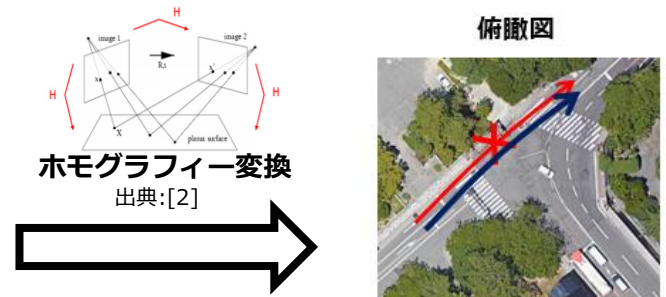 H
image 1
image 2
R,t
x
x'
H
H
X
planar surface
ホモグラフィー変換
出典:[2]
俯瞰図